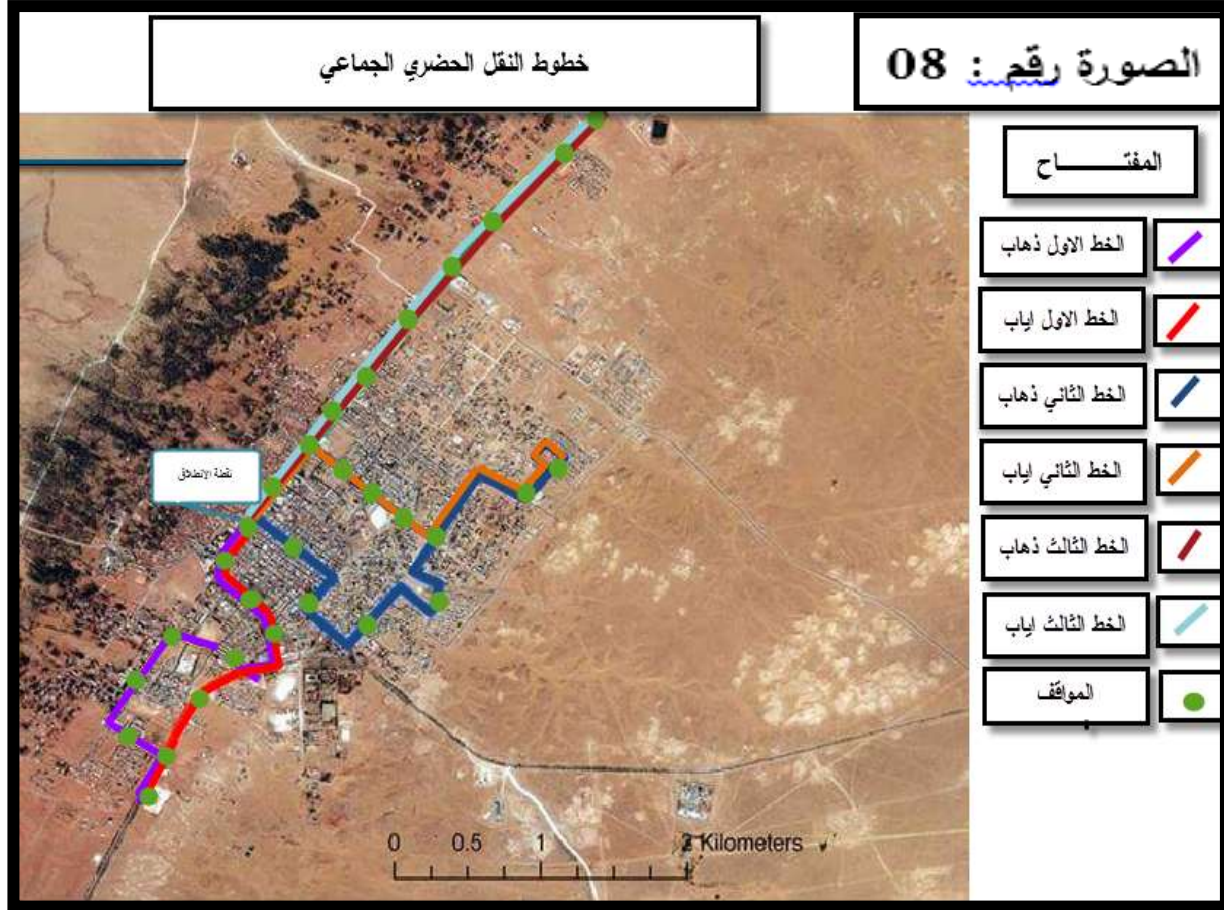 الصورة رقم : 08
خطوط النقل الحضري الجماعي
المفتــــــاح
الخط الاول ذهاب
الخط الاول اياب
الخط الثاني ذهاب
الخط الثاني اياب
الخط الثالث ذهاب
الخط الثالث اياب
المواقف
نقطة الانطلاق
0 0.5 1 2 Kilometers